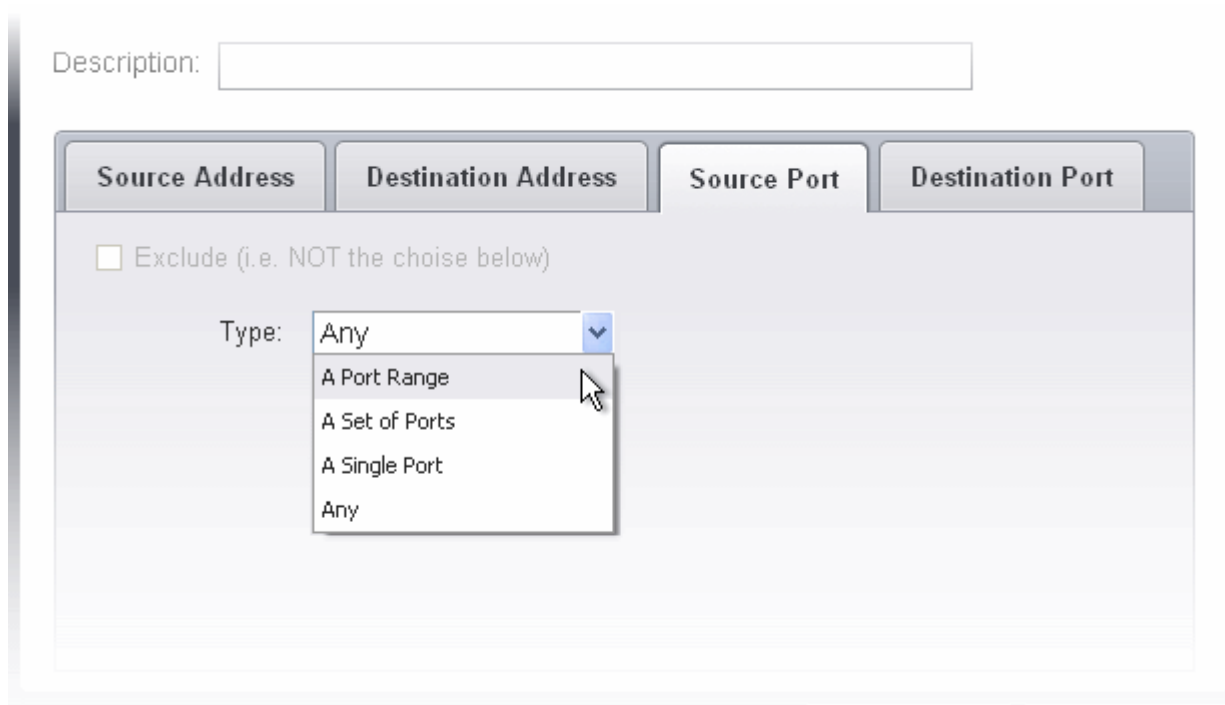 Description:
Source Address Destination Address Source Port Destination Port
Exclude (i.e. NOT the choise below)
Type: Any
A Port Range
A Set of Ports
A Single Port
Any